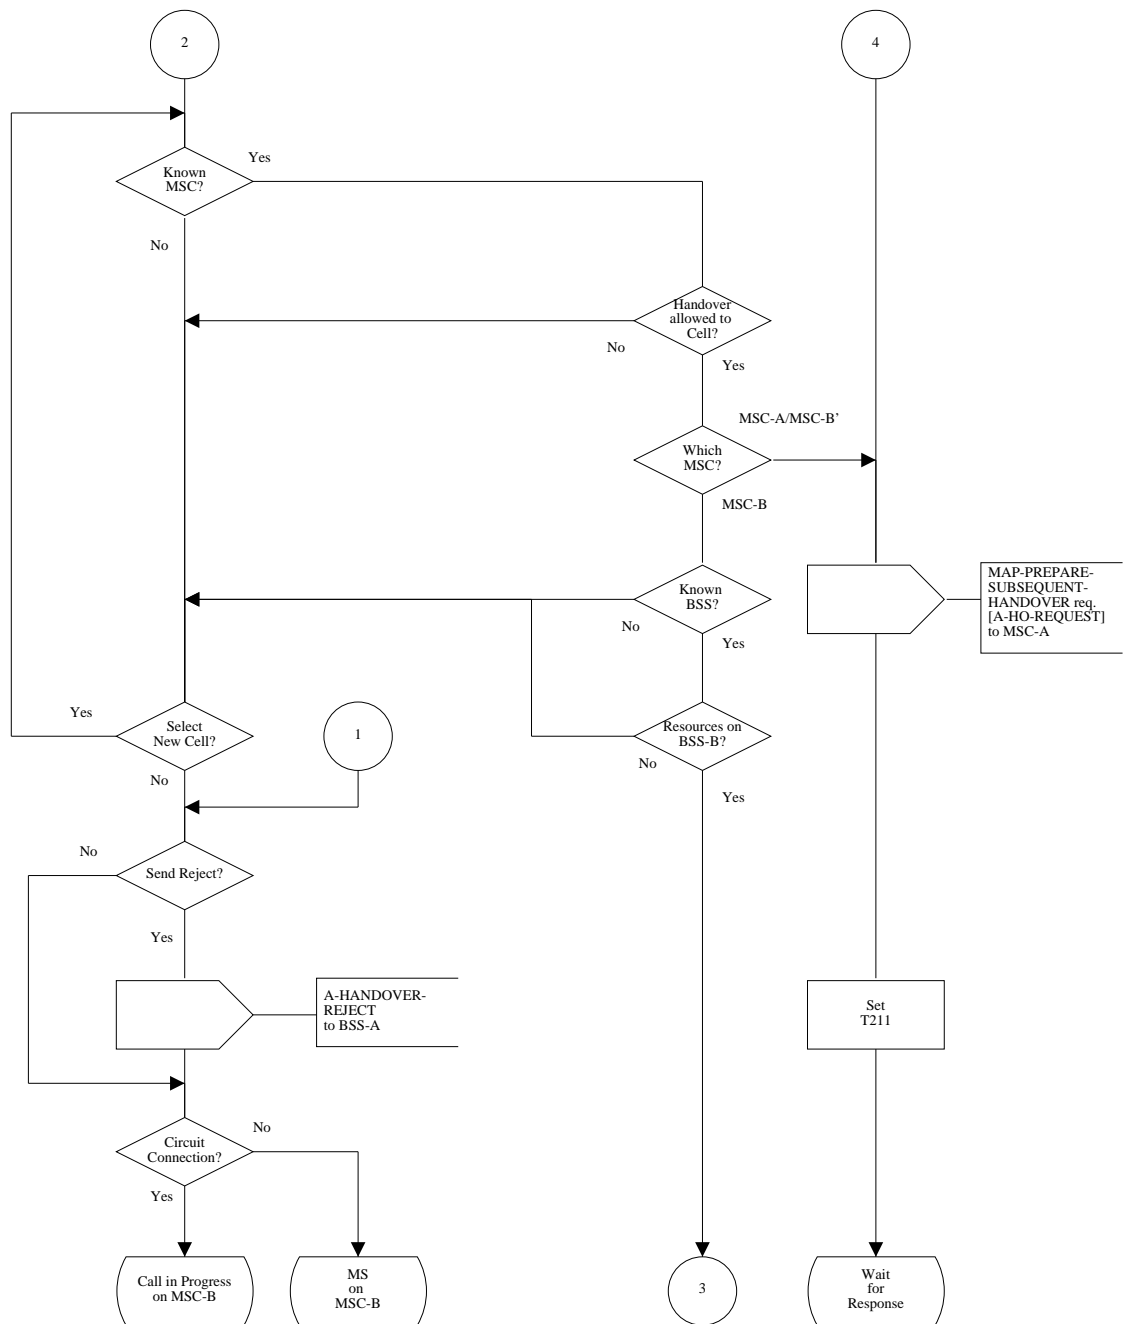 2
4
Yes
Known
MSC?
No
Handover
allowed to
Cell?
No
Yes
MSC-A/MSC-B’
Which
MSC?
MSC-B
MAP-PREPARE-
SUBSEQUENT-
HANDOVER req.
[A-HO-REQUEST]
to MSC-A
Known
BSS?
No
Yes
Yes
Select
New Cell?
No
1
Resources on
BSS-B?
No
Yes
No
Send Reject?
Yes
A-HANDOVER-
REJECT
to BSS-A
Set
T211
No
Circuit
Connection?
Yes
Call in Progress
on MSC-B
MS
on
MSC-B
3
Wait
for
Response